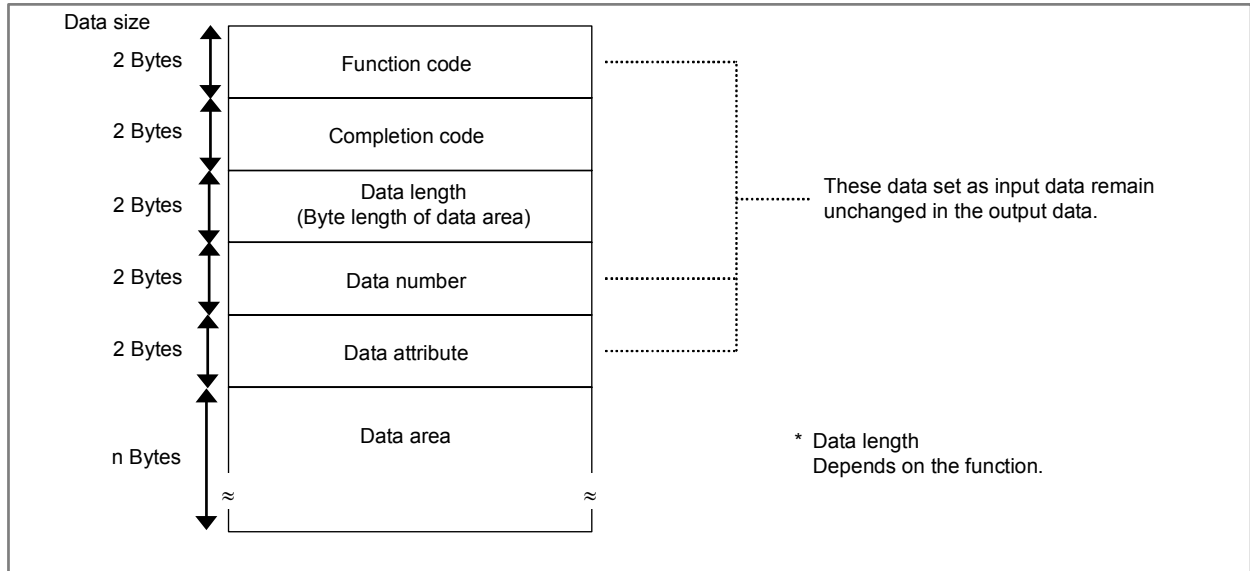 Data size
2 Bytes
Function code
2 Bytes
Completion code
2 Bytes
Data length
(Byte length of data area)
These data set as input data remain
unchanged in the output data.
2 Bytes
Data number
2 Bytes
Data attribute
n Bytes
Data area
* Data length
Depends on the function.
≈ ≈